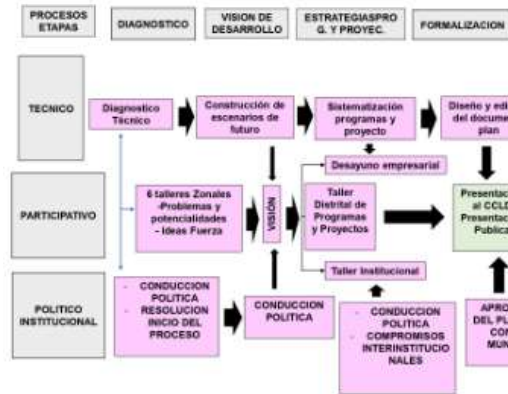 PROCESOS
ETAPAS
DIAGNOSTICO
VISION DE
DESARROLLO
ESTRATEGIASPRO
G. Y PROYEC.
FORMALIZACION
TECNICO
Diagnostico
Técnico
Construcción de
escenarios de
futuro
Sistematización
programas y
proyecto
Diseño y edi
del docume
plan
Desayuno empresarial
PARTICIPATIVO
6 talleres Zonales
-Problemas y
potencialidades
– Ideas Fuerza
VISIÓN
Taller
Distrital de
Programas
y Proyectos
Presentac
al CCLD
Presentac
Publica
Taller Institucional
POLITICO
INSTITUCIONAL
- CONDUCCION
POLITICA
- RESOLUCION
INICIO DEL
PROCESO
CONDUCCION
POLITICA
- CONDUCCION
POLITICA
- COMPROMISOS
INTERINSTITUCIO
NALES
APRO
DEL PL
CON
MUN